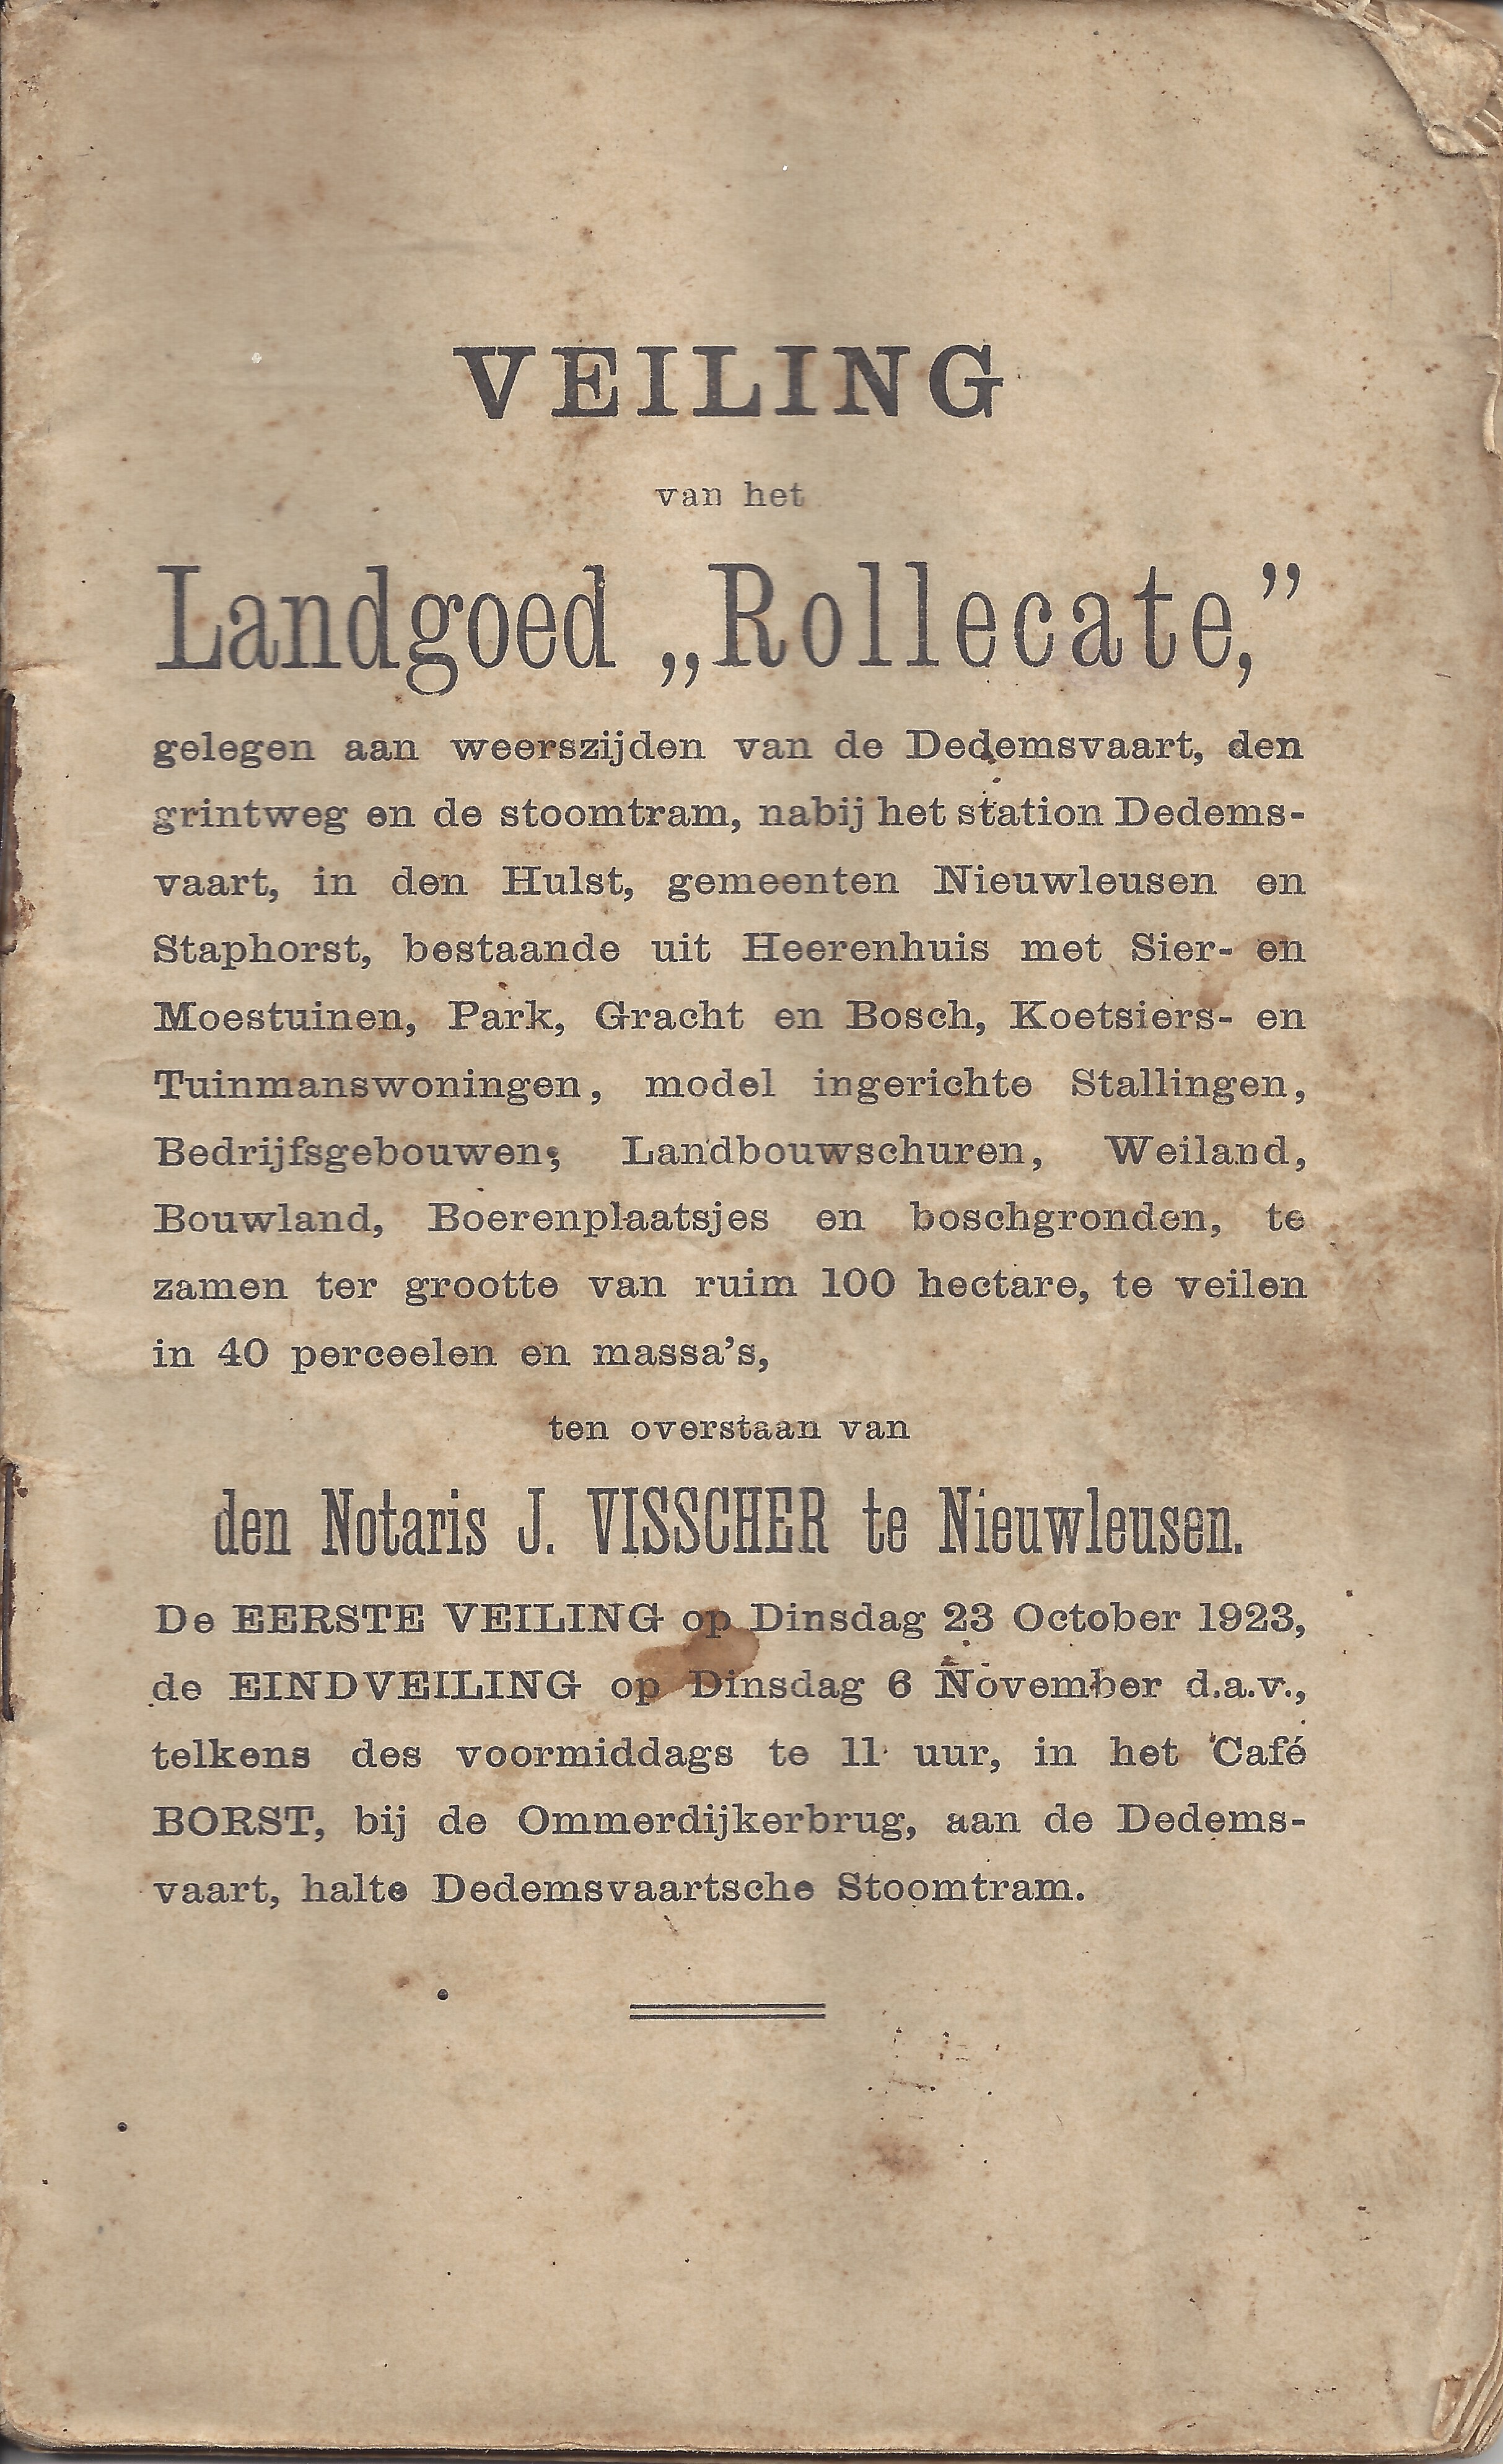 VEILING
van het
Landgoed „Rollecate,”
gelegen aan weerszijden van de Dedemsvaart, den
grintweg en de stoomtram, nabij het station Dedems-
vaart, in den Hulst, gemeenten Nieuwleusen en
Staphorst, bestaande uit Heerenhuis met Sier- en
Moestuinen, Park, Gracht en Bosch, Koetsiers- en
Tuinmanswoningen, model ingerichte Stallingen,
Bedrijfsgebouwen, Landbouwschuren, Weiland,
Bouwland, Boerenplaatsjes en boschgronden, te
zamen ter grootte van ruim 100 hectare, te veilen
in 40 perceelen en massa's,
ten overstaan van
den Notaris J. VISSCHER te Nieuwleusen.
De EERSTE VEILING op Dinsdag 23 October 1923,
de EINDVEILING op Dinsdag 6 November d.a.v.,
telkens des voormiddags te 11 uur, in het Café
BORST, bij de Ommerdijkerbrug, aan de Dedems-
vaart, halte Dedemsvaartsche Stoomtram.